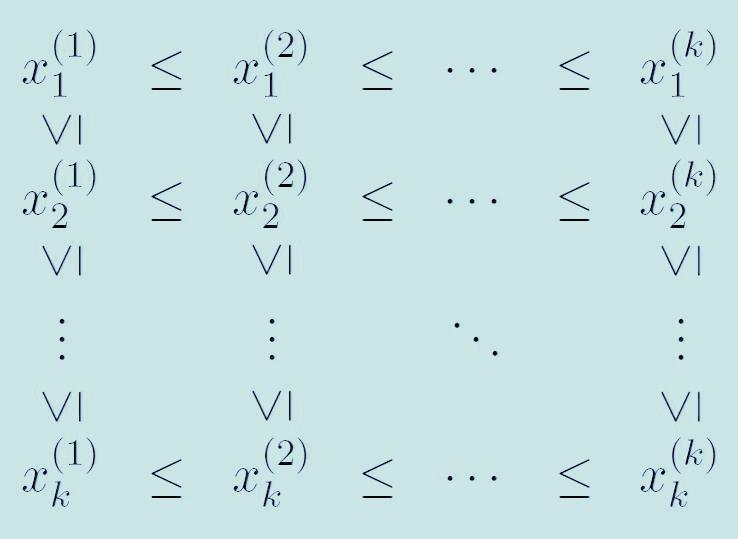 x_1^{(1)} ≤ x_1^{(2)} ≤ ⋯ ≤ x_1^{(k)}
∨| ∨| ∨|
x_2^{(1)} ≤ x_2^{(2)} ≤ ⋯ ≤ x_2^{(k)}
∨| ∨| ∨|
⋮ ⋮ ⋱ ⋮
∨| ∨| ∨|
x_k^{(1)} ≤ x_k^{(2)} ≤ ⋯ ≤ x_k^{(k)}